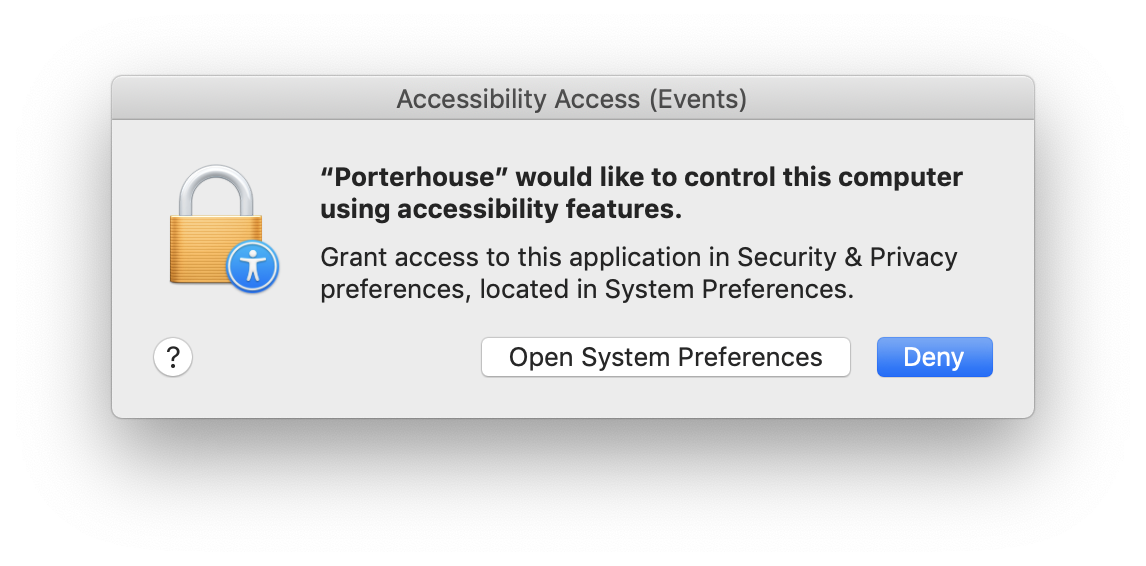 Accessibility Access (Events)
“Porterhouse” would like to control this computer
using accessibility features.
Grant access to this application in Security & Privacy
preferences, located in System Preferences.
?
Open System Preferences
Deny